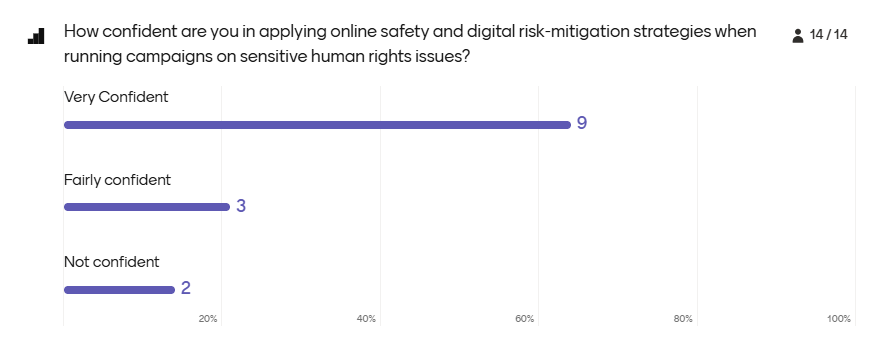 How confident are you in applying online safety and digital risk-mitigation strategies when
running campaigns on sensitive human rights issues?
14 / 14
Very Confident
9
Fairly confident
3
Not confident
2
20%
40%
60%
80%
100%